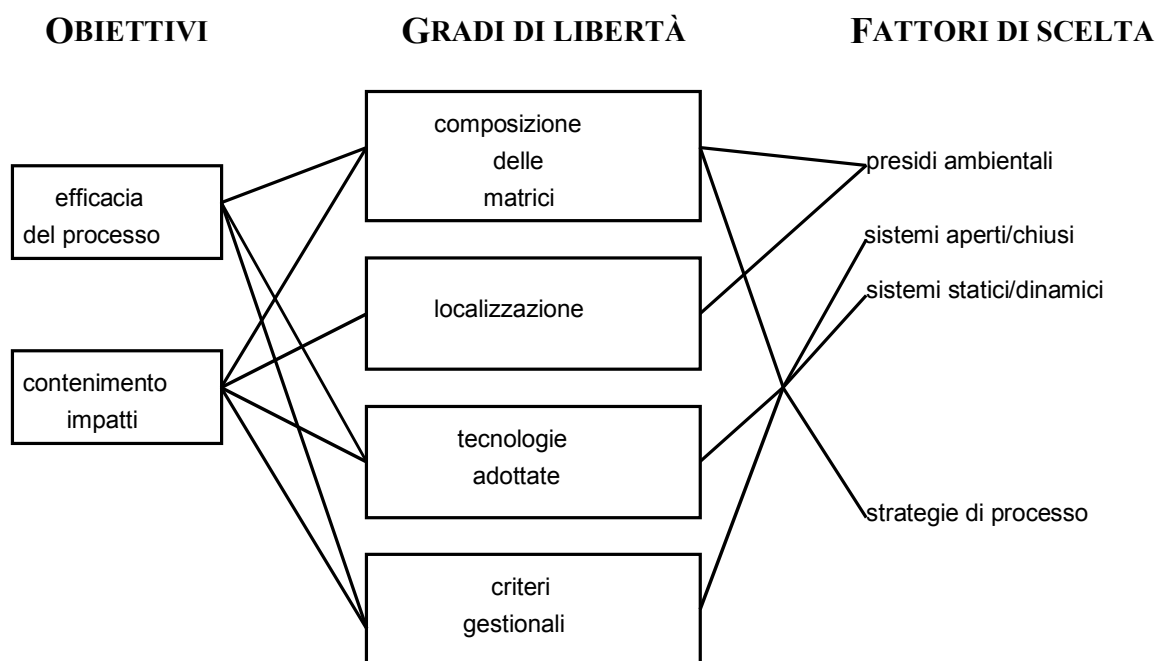 OBIETTIVI
GRADI DI LIBERTÀ
FATTORI DI SCELTA
efficacia
del processo
contenimento
impatti
composizione
delle
matrici
localizzazione
tecnologie
adottate
criteri
gestionali
presidi ambientali
sistemi aperti/chiusi
sistemi statici/dinamici
strategie di processo